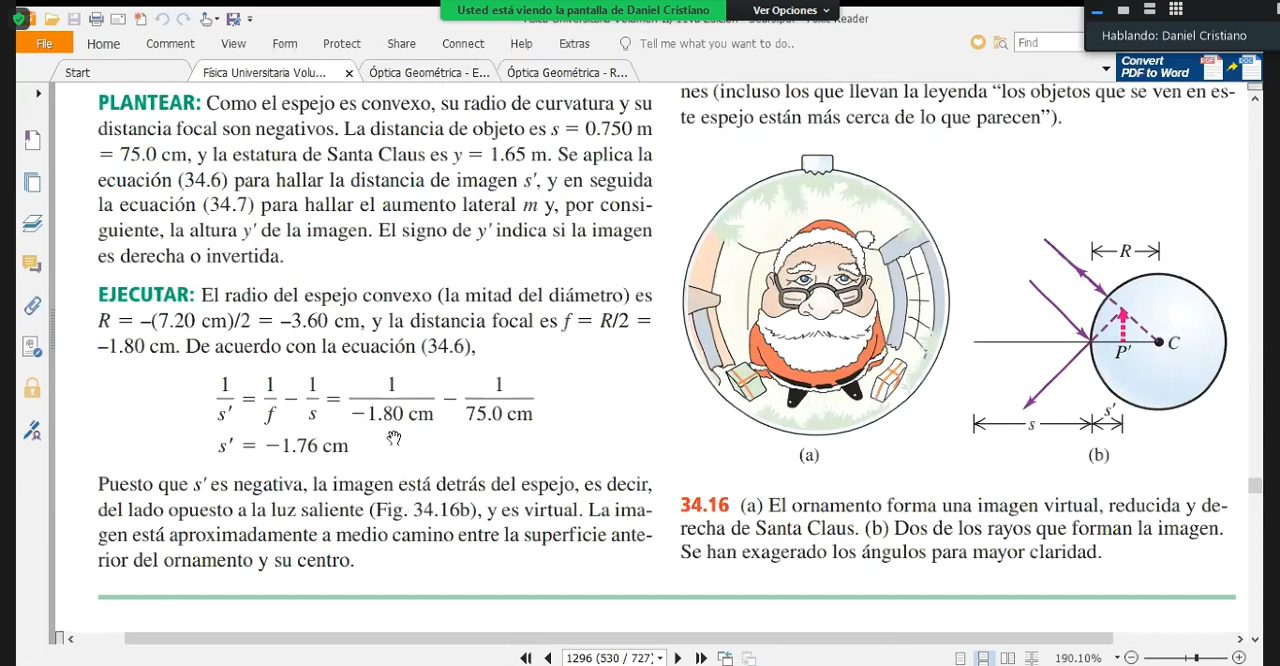 Usted está viendo la pantalla de Daniel Cristiano
Ver Opciones
Reader
Hablando: Daniel Cristiano
File Home Comment View Form Protect Share Connect Help Extras Tell me what you want to do.. Find
Start Física Universitaria Volu... Óptica Geométrica - E... Óptica Geométrica - R...
Convert
PDF to Word
PLANTEAR: Como el espejo es convexo, su radio de curvatura y su
distancia focal son negativos. La distancia de objeto es s = 0.750 m
= 75.0 cm, y la estatura de Santa Claus es y = 1.65 m. Se aplica la
ecuación (34.6) para hallar la distancia de imagen s′, y en seguida
la ecuación (34.7) para hallar el aumento lateral m y, por consi-
guiente, la altura y′ de la imagen. El signo de y′ indica si la imagen
es derecha o invertida.
EJECUTAR: El radio del espejo convexo (la mitad del diámetro) es
R = –(7.20 cm)/2 = –3.60 cm, y la distancia focal es f = R/2 =
–1.80 cm. De acuerdo con la ecuación (34.6),
1/s′ = 1/f − 1/s = 1/−1.80 cm − 1/75.0 cm
s′ = −1.76 cm
Puesto que s′ es negativa, la imagen está detrás del espejo, es decir,
del lado opuesto a la luz saliente (Fig. 34.16b), y es virtual. La ima-
gen está aproximadamente a medio camino entre la superficie ante-
rior del ornamento y su centro.
nes (incluso los que llevan la leyenda “los objetos que se ven en es-
te espejo están más cerca de lo que parecen”).
R
P′
C
s
s′
(a)
(b)
34.16 (a) El ornamento forma una imagen virtual, reducida y de-
recha de Santa Claus. (b) Dos de los rayos que forman la imagen.
Se han exagerado los ángulos para mayor claridad.
1296 (530 / 727)
190.10%